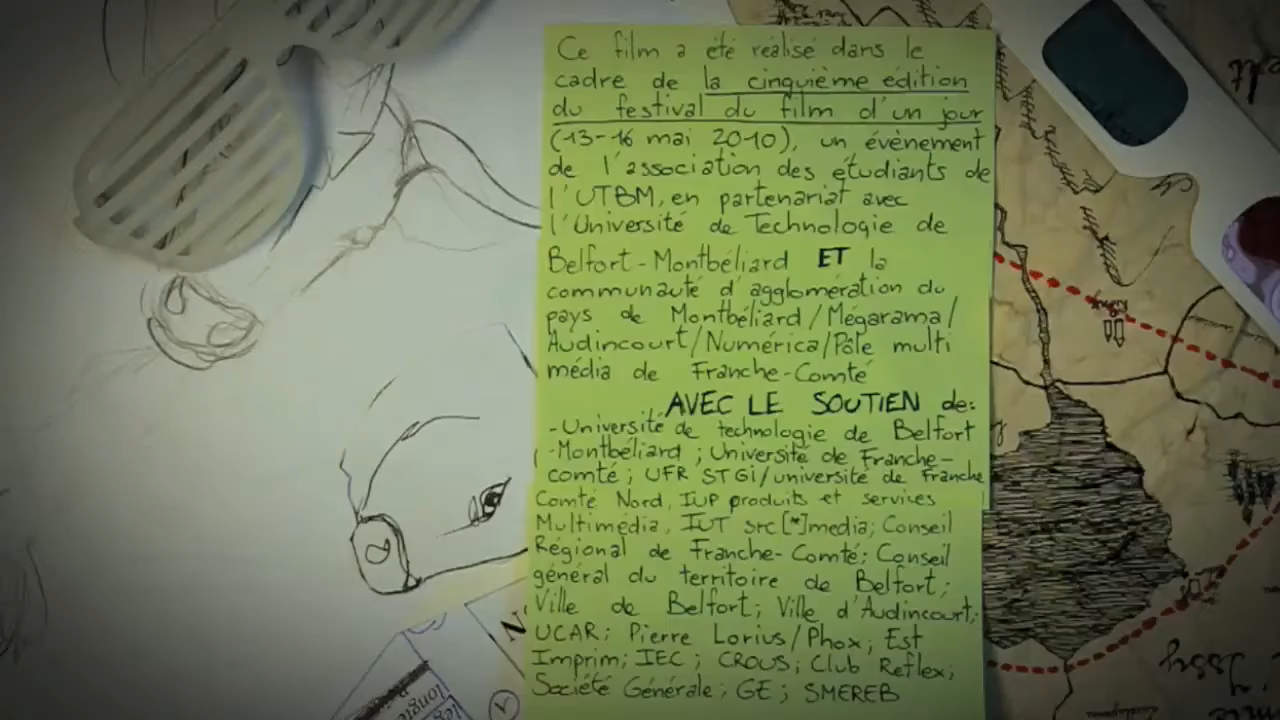 Ce film a été réalisé dans le
cadre de la cinquième édition
du festival du film d'un jour
(13-16 mai 2010), un évènement
de l'association des étudiants de
l'UTBM, en partenariat avec
l'Université de Technologie de
Belfort-Montbéliard ET la
communauté d'agglomération du
pays de Montbéliard/Mégarama/
Audincourt/Numérica/Pôle multi
média de Franche-Comté
AVEC LE SOUTIEN de:
-Université de technologie de Belfort
-Montbéliard ; Université de Franche-
comté ; UFR STGi/université de Franche
Comté Nord, IUP produits et services
Multimédia, IUT src[*]media; Conseil
Régional de Franche-Comté; Conseil
général du territoire de Belfort;
Ville de Belfort; Ville d'Audincourt;
UCAR; Pierre Lorius/Phox; Est
Imprim; IEC ; CROUS; Club Reflex;
Société Générale; GE ; SMEREB